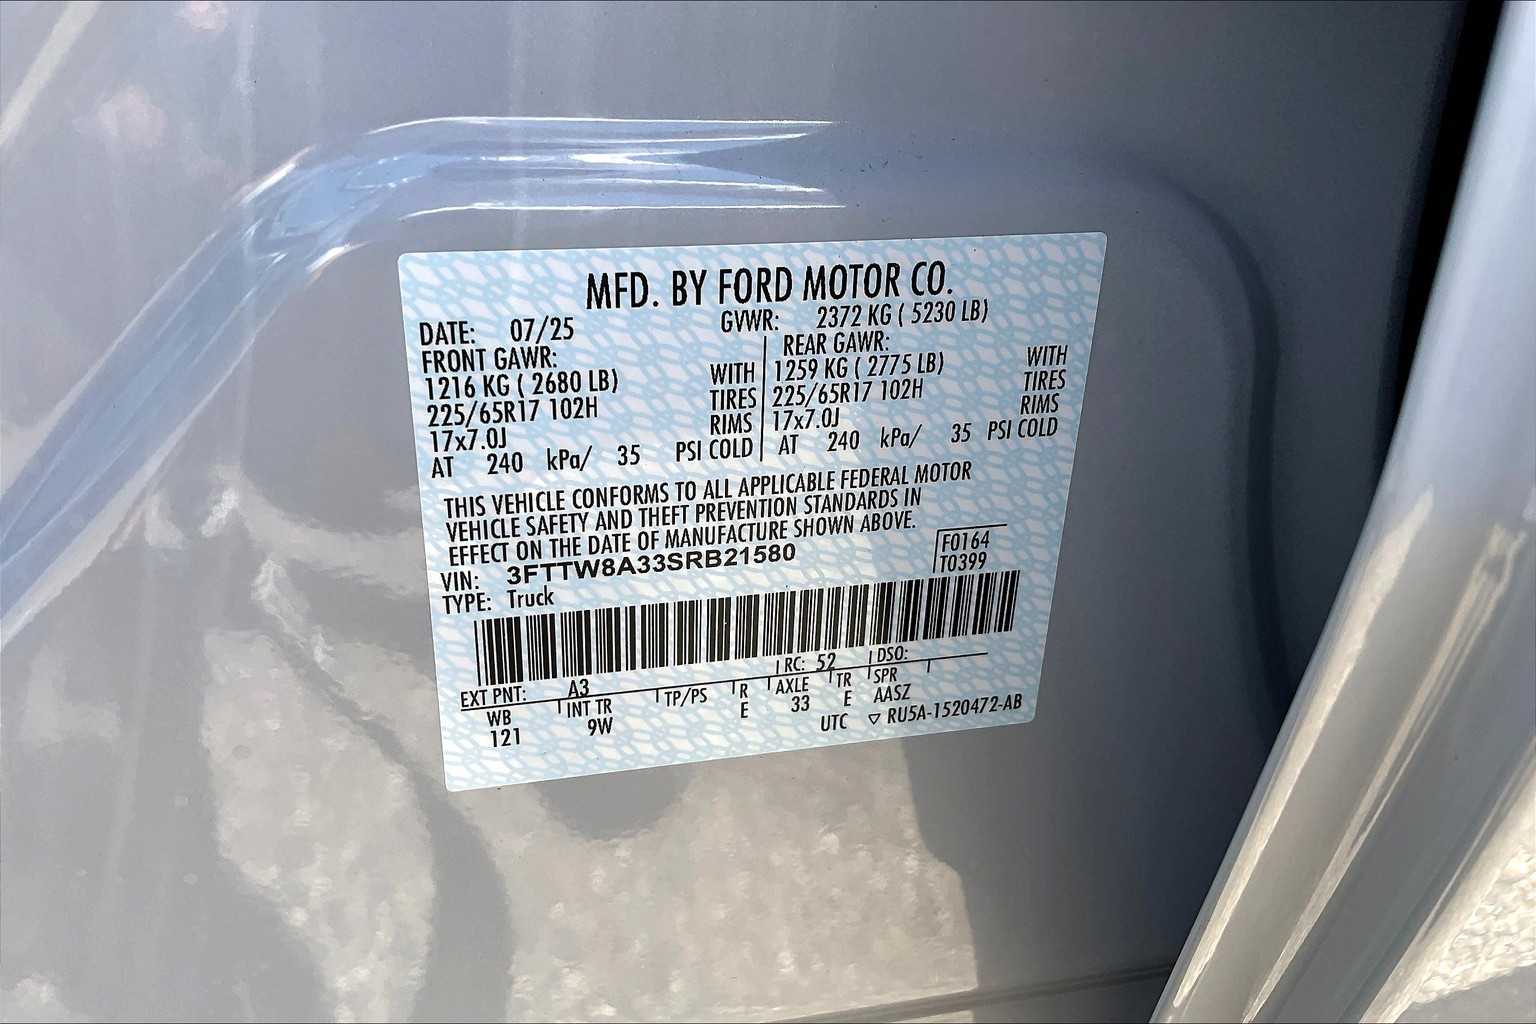 MFD. BY FORD MOTOR CO.
DATE: 07/25 GVWR: 2372 KG ( 5230 LB)
FRONT GAWR: REAR GAWR:
1216 KG ( 2680 LB) WITH 1259 KG ( 2775 LB) WITH
225/65R17 102H TIRES 225/65R17 102H TIRES
17x7.0J RIMS 17x7.0J RIMS
AT 240 kPa/ 35 PSI COLD AT 240 kPa/ 35 PSI COLD
THIS VEHICLE CONFORMS TO ALL APPLICABLE FEDERAL MOTOR
VEHICLE SAFETY AND THEFT PREVENTION STANDARDS IN
EFFECT ON THE DATE OF MANUFACTURE SHOWN ABOVE.
VIN: 3FTTW8A33SRB21580 F0164
TYPE: Truck T0399
EXT PNT: A3 RC: 52 DSO:
WB INT TR TP/PS R AXLE TR SPR
121 9W E 33 E AASZ
UTC ▽ RU5A-1520472-AB